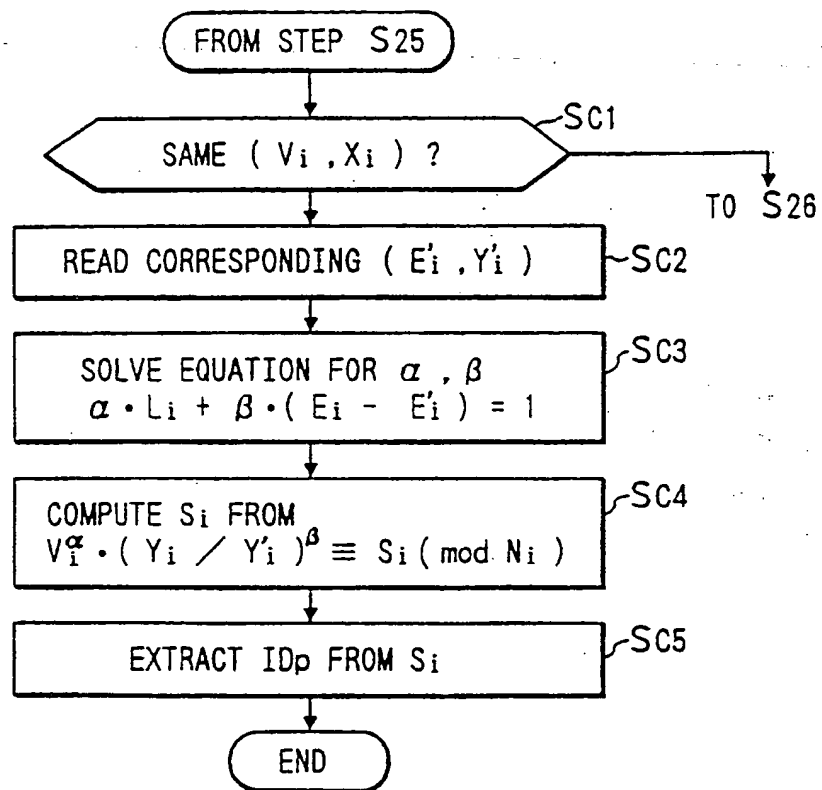 FROM STEP S25
SC1
SAME ( Vi , Xi ) ?
TO S26
READ CORRESPONDING ( E'i , Y'i )
SC2
SC3
SOLVE EQUATION FOR α , β
α · Li + β · ( Ei - E'i ) = 1
SC4
COMPUTE Si FROM
Vi^α · ( Yi / Y'i )^β ≡ Si ( mod Ni )
SC5
EXTRACT IDp FROM Si
END